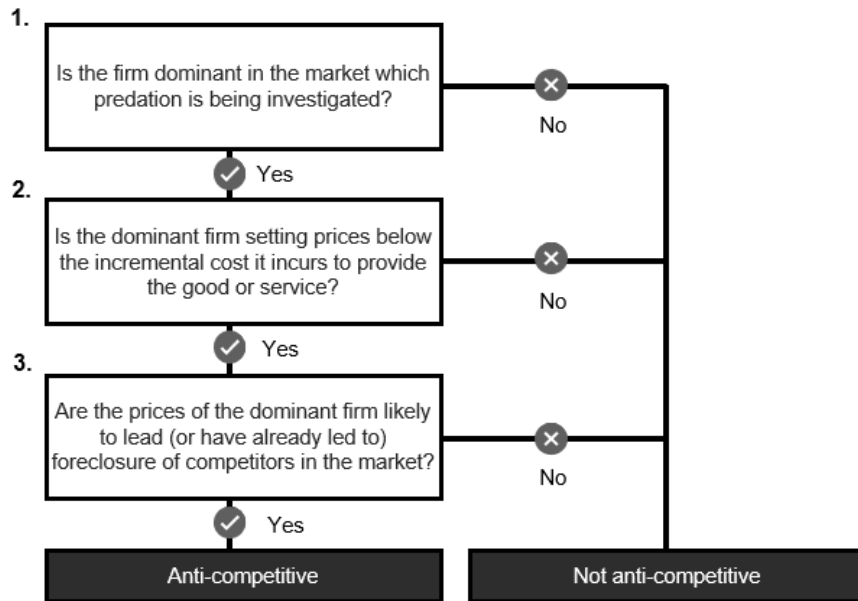 1.
Is the firm dominant in the market which
predation is being investigated?
No
Yes
2.
Is the dominant firm setting prices below
the incremental cost it incurs to provide
the good or service?
No
Yes
3.
Are the prices of the dominant firm likely
to lead (or have already led to)
foreclosure of competitors in the market?
No
Yes
Anti-competitive
Not anti-competitive